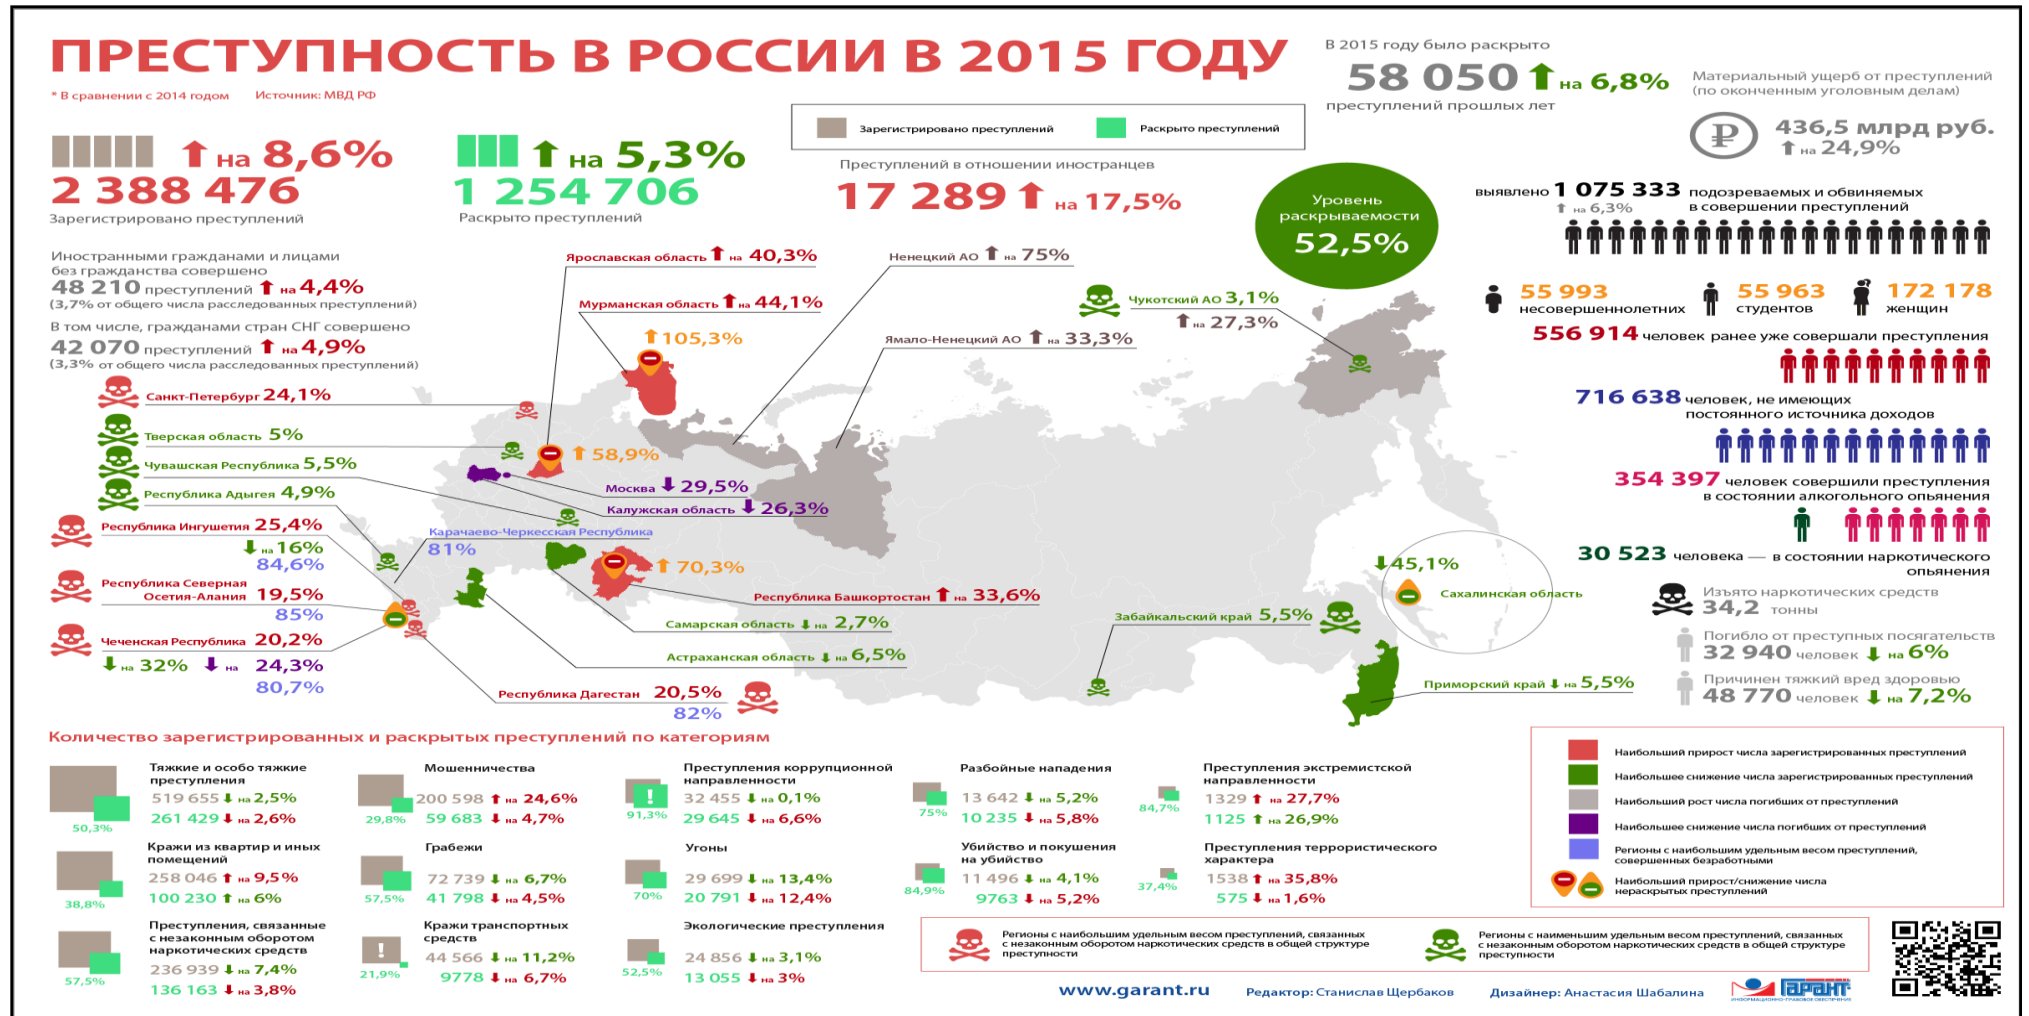 ПРЕСТУПНОСТЬ В РОССИИ В 2015 ГОДУ
* В сравнении с 2014 годом
Источник: МВД РФ
В 2015 году было раскрыто
58 050 на 6,8%
преступлений прошлых лет
Материальный ущерб от преступлений
(по оконченным уголовным делам)
436,5 млрд руб.
на 24,9%
на 8,6%
2 388 476
Зарегистрировано преступлений
на 5,3%
1 254 706
Раскрыто преступлений
Зарегистрировано преступлений
Раскрыто преступлений
Преступлений в отношении иностранцев
17 289 на 17,5%
Уровень
раскрываемости
52,5%
выявлено 1 075 333 подозреваемых и обвиняемых
в совершении преступлений
на 6,3%
55 993
несовершеннолетних
55 963
студентов
172 178
женщин
556 914 человек ранее уже совершали преступления
716 638 человек, не имеющих
постоянного источника доходов
354 397 человек совершили преступления
в состоянии алкогольного опьянения
30 523 человека — в состоянии наркотического
опьянения
Изъято наркотических средств
34,2 тонны
Погибло от преступных посягательств
32 940 человек на 6%
Причинен тяжкий вред здоровью
48 770 человек на 7,2%
Иностранными гражданами и лицами
без гражданства совершено
48 210 преступлений на 4,4%
(3,7% от общего числа расследованных преступлений)
В том числе, гражданами стран СНГ совершено
42 070 преступлений на 4,9%
(3,3% от общего числа расследованных преступлений)
Ярославская область на 40,3%
Мурманская область на 44,1%
105,3%
Ненецкий АО на 75%
Ямало-Ненецкий АО на 33,3%
Чукотский АО 3,1%
на 27,3%
Санкт-Петербург 24,1%
Тверская область 5%
Чувашская Республика 5,5%
Республика Адыгея 4,9%
Республика Ингушетия 25,4%
на 16%
84,6%
Республика Северная
Осетия-Алания 19,5%
85%
Чеченская Республика 20,2%
на 32% на 24,3%
80,7%
58,9%
Москва 29,5%
Калужская область 26,3%
Карачаево-Черкесская Республика
81%
70,3%
Республика Башкортостан на 33,6%
Самарская область на 2,7%
Астраханская область на 6,5%
Республика Дагестан 20,5%
82%
Забайкальский край 5,5%
45,1%
Сахалинская область
Приморский край на 5,5%
Количество зарегистрированных и раскрытых преступлений по категориям
Тяжкие и особо тяжкие
преступления
519 655 на 2,5%
261 429 на 2,6%
50,3%
Мошенничества
200 598 на 24,6%
59 683 на 4,7%
29,8%
Преступления коррупционной
направленности
32 455 на 0,1%
29 645 на 6,6%
91,3%
Разбойные нападения
13 642 на 5,2%
10 235 на 5,8%
75%
Преступления экстремистской
направленности
1329 на 27,7%
1125 на 26,9%
84,7%
Кражи из квартир и иных
помещений
258 046 на 9,5%
100 230 на 6%
38,8%
Грабежи
72 739 на 6,7%
41 798 на 4,5%
57,5%
Угоны
29 699 на 13,4%
20 791 на 12,4%
70%
Убийство и покушения
на убийство
11 496 на 4,1%
9763 на 5,2%
84,9%
Преступления террористического
характера
1538 на 35,8%
575 на 1,6%
37,4%
Преступления, связанные
с незаконным оборотом
наркотических средств
236 939 на 7,4%
136 163 на 3,8%
57,5%
Кражи транспортных
средств
44 566 на 11,2%
9778 на 6,7%
21,9%
Экологические преступления
24 856 на 3,1%
13 055 на 3%
52,5%
Наибольший прирост числа зарегистрированных преступлений
Наибольшее снижение числа зарегистрированных преступлений
Наибольший рост числа погибших от преступлений
Наибольшее снижение числа погибших от преступлений
Регионы с наибольшим удельным весом преступлений,
совершенных безработными
Наибольший прирост/снижение числа
нераскрытых преступлений
Регионы с наибольшим удельным весом преступлений, связанных
с незаконным оборотом наркотических средств в общей структуре
преступности
Регионы с наименьшим удельным весом преступлений, связанных
с незаконным оборотом наркотических средств в общей структуре
преступности
www.garant.ru
Редактор: Станислав Щербаков
Дизайнер: Анастасия Шабалина
ГАРАНТ
ИНФОРМАЦИОННО-ПРАВОВОЕ ОБЕСПЕЧЕНИЕ